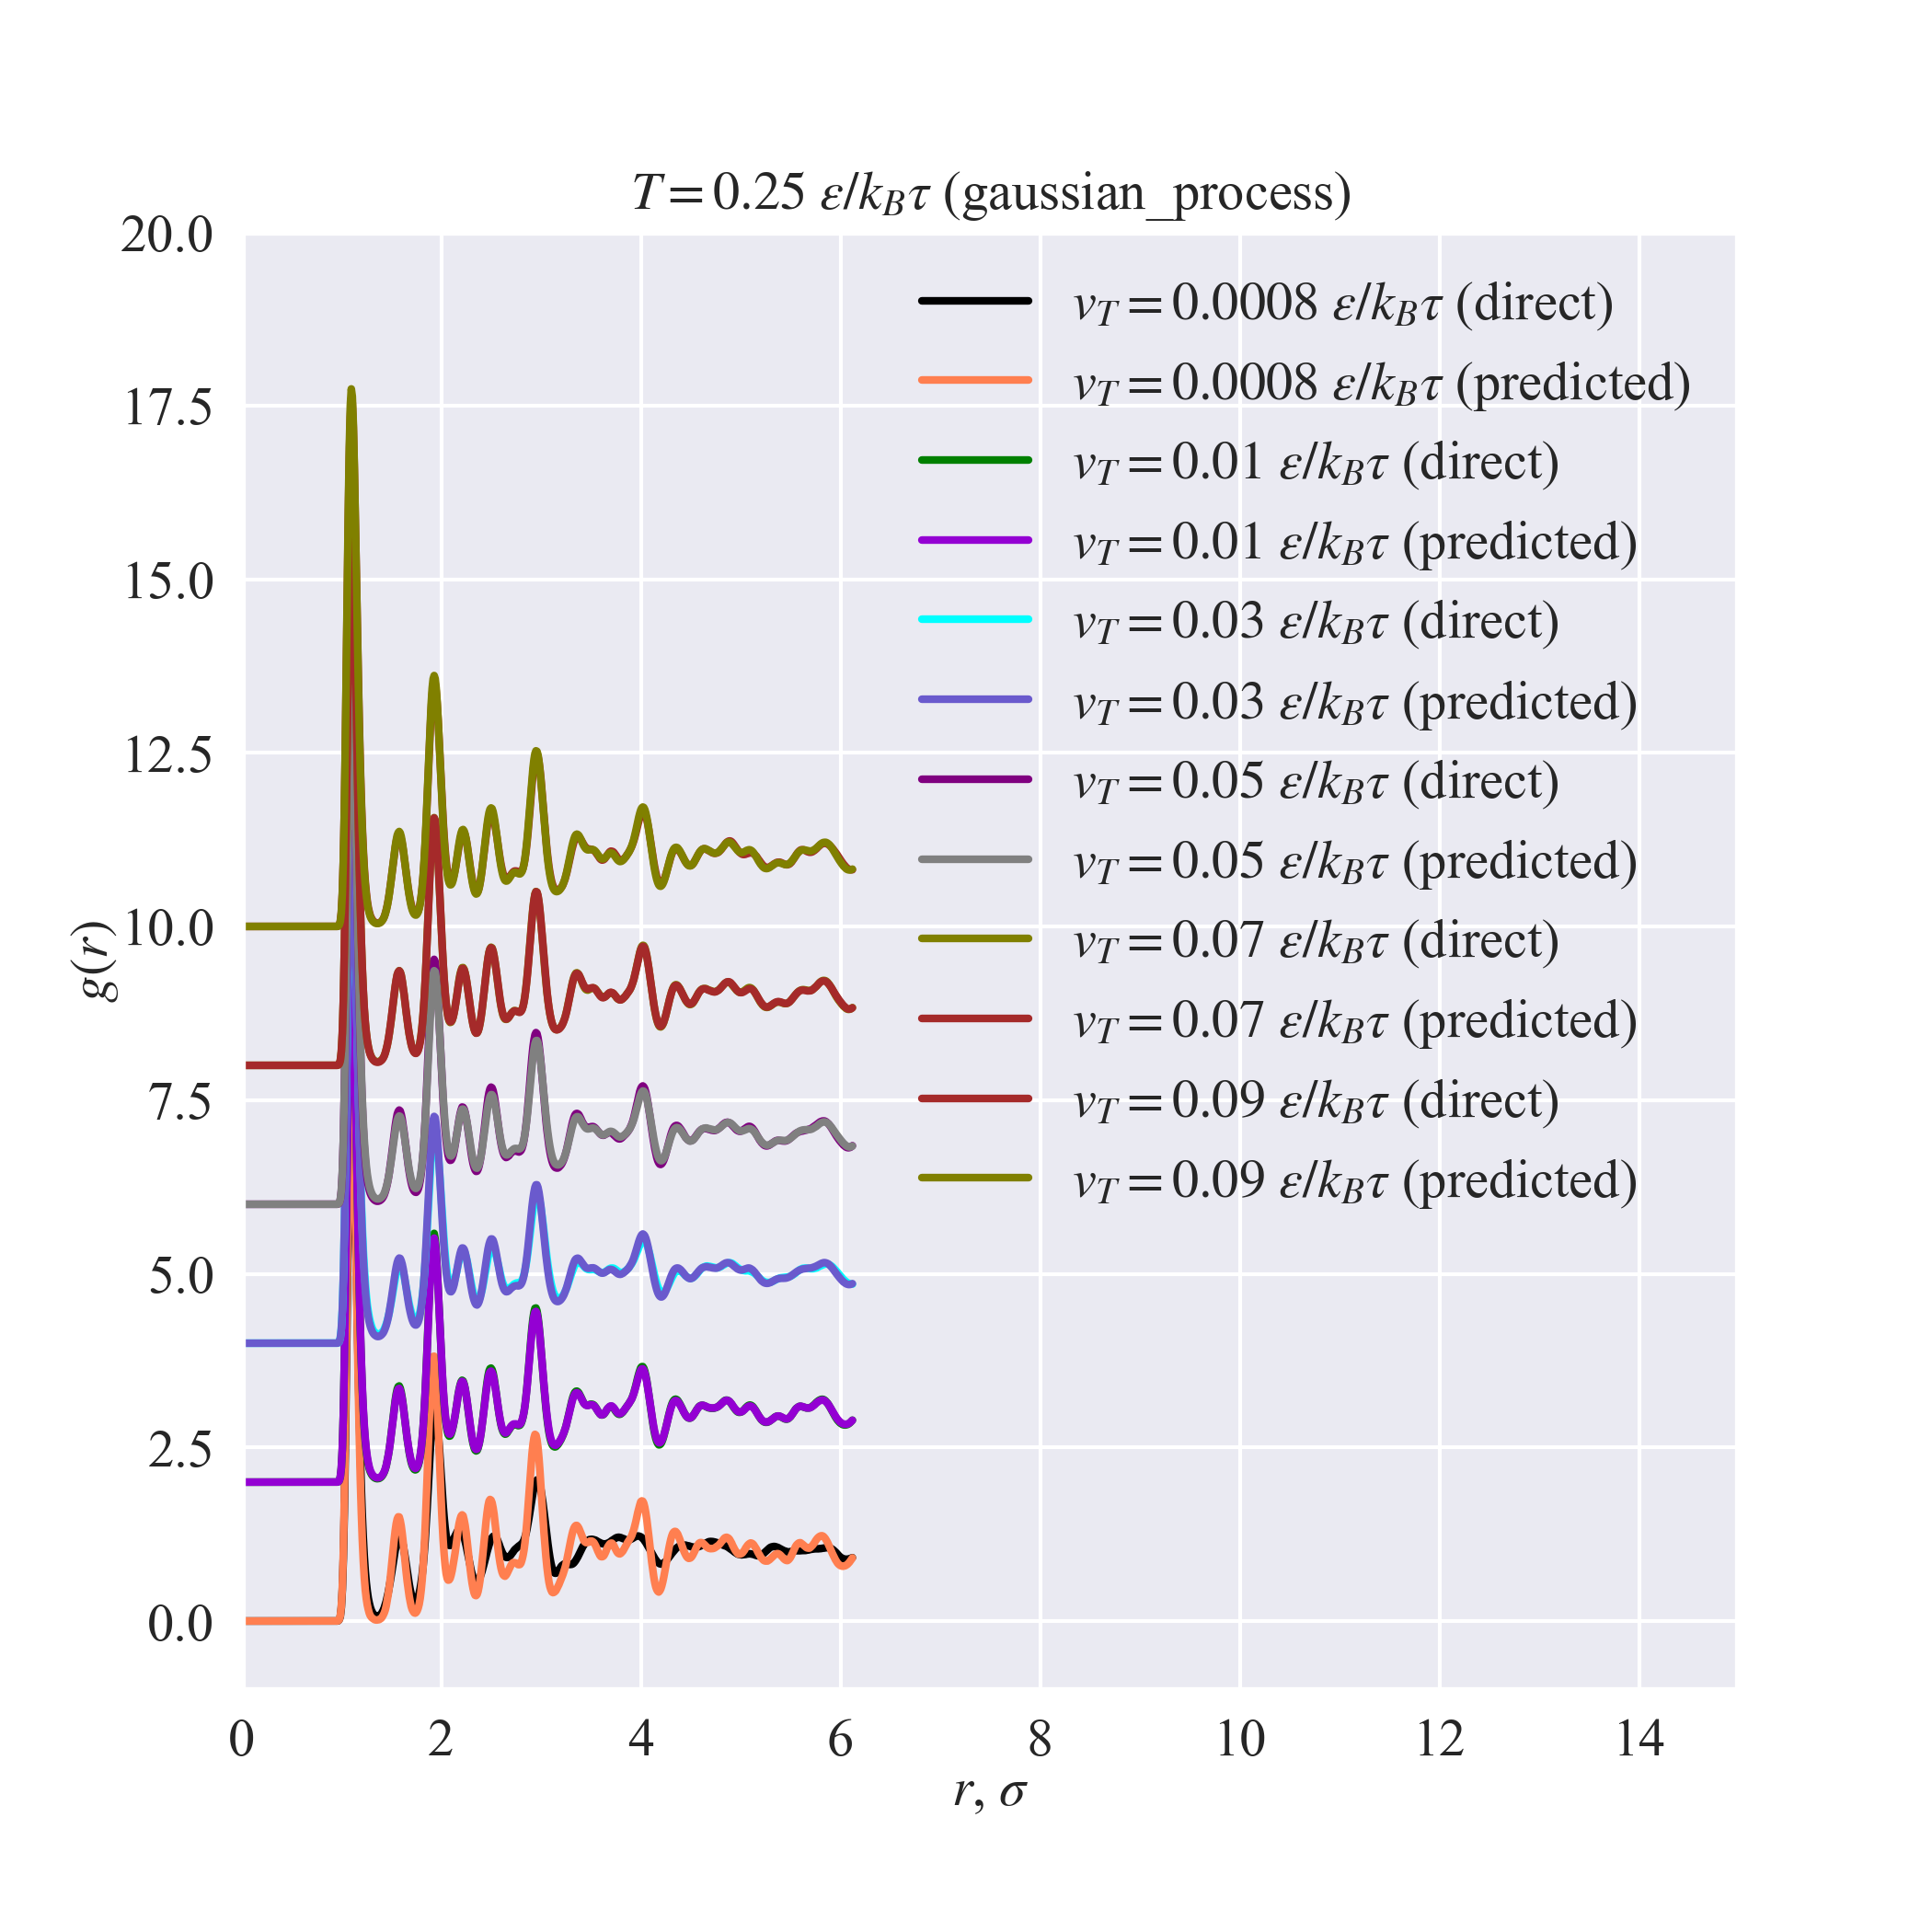 T = 0.25 ε/k_Bτ (gaussian_process)
20.0
17.5
15.0
12.5
10.0
7.5
5.0
2.5
0.0
g(r)
v_T = 0.0008 ε/k_Bτ (direct)
v_T = 0.0008 ε/k_Bτ (predicted)
v_T = 0.01 ε/k_Bτ (direct)
v_T = 0.01 ε/k_Bτ (predicted)
v_T = 0.03 ε/k_Bτ (direct)
v_T = 0.03 ε/k_Bτ (predicted)
v_T = 0.05 ε/k_Bτ (direct)
v_T = 0.05 ε/k_Bτ (predicted)
v_T = 0.07 ε/k_Bτ (direct)
v_T = 0.07 ε/k_Bτ (predicted)
v_T = 0.09 ε/k_Bτ (direct)
v_T = 0.09 ε/k_Bτ (predicted)
0 2 4 6 8 10 12 14
r, σ